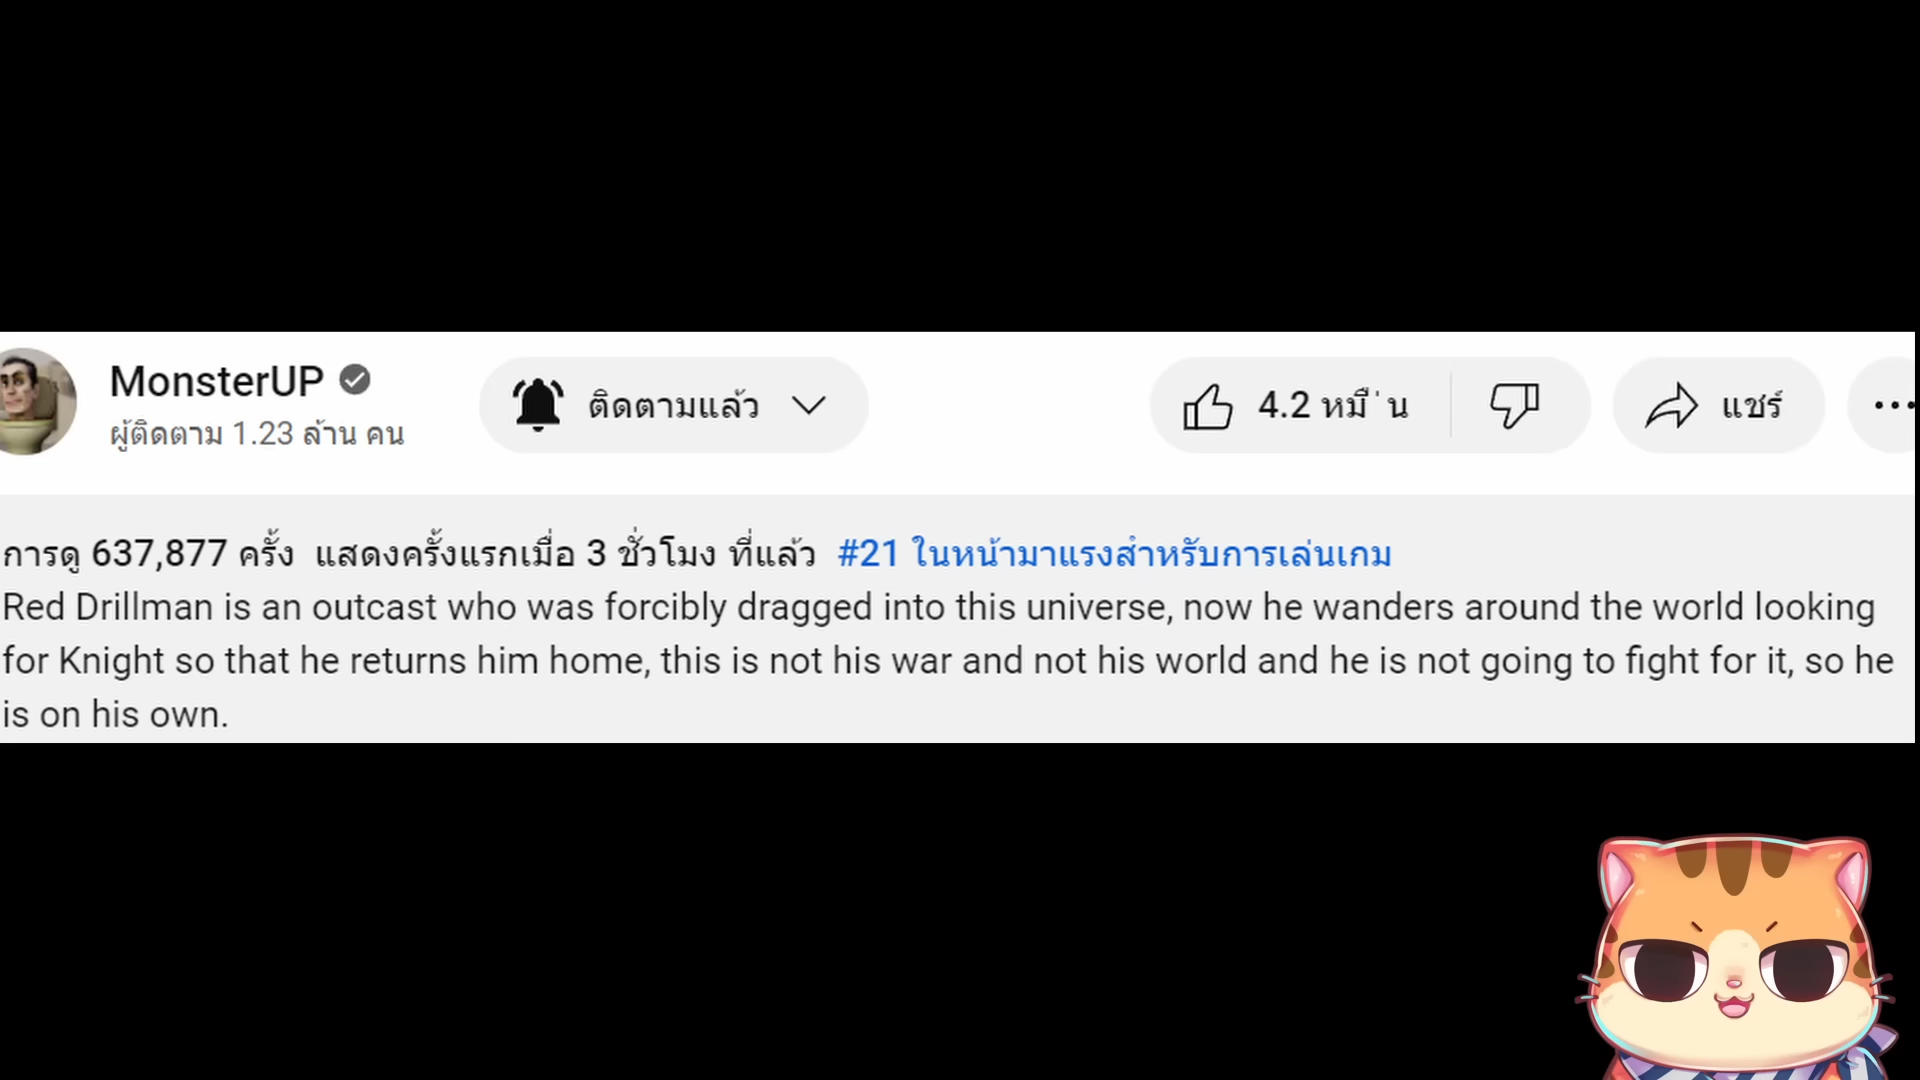 MonsterUP
ผู้ติดตาม 1.23 ล้าน คน
ติดตามแล้ว
4.2 หมื่น
แชร์
การดู 637,877 ครั้ง แสดงครั้งแรกเมื่อ 3 ชั่วโมง ที่แล้ว #21 ในหน้ามาแรงสำหรับการเล่นเกม
Red Drillman is an outcast who was forcibly dragged into this universe, now he wanders around the world looking
for Knight so that he returns him home, this is not his war and not his world and he is not going to fight for it, so he
is on his own.